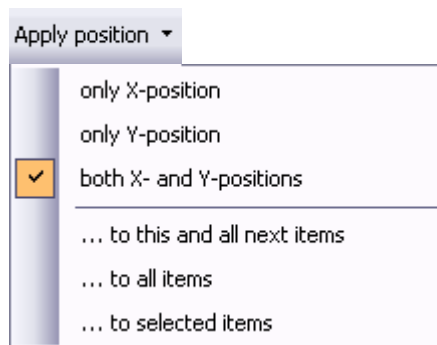 Apply position
only X-position
only Y-position
both X- and Y-positions
... to this and all next items
... to all items
... to selected items